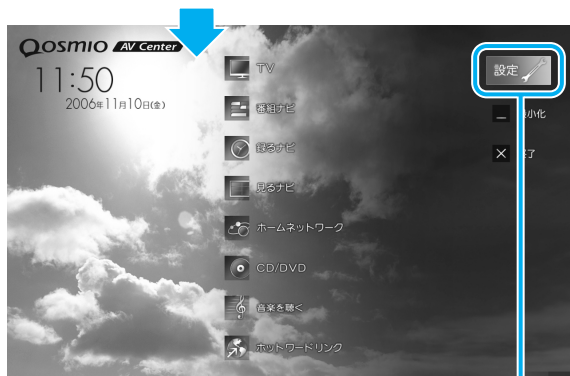 Qosmio AV Center
11:50
2006年11月10日(金)
TV
番組ナビ
録るナビ
見るナビ
ホームネットワーク
CD/DVD
音楽を聴く
ホットワードリンク
設定
小化
了